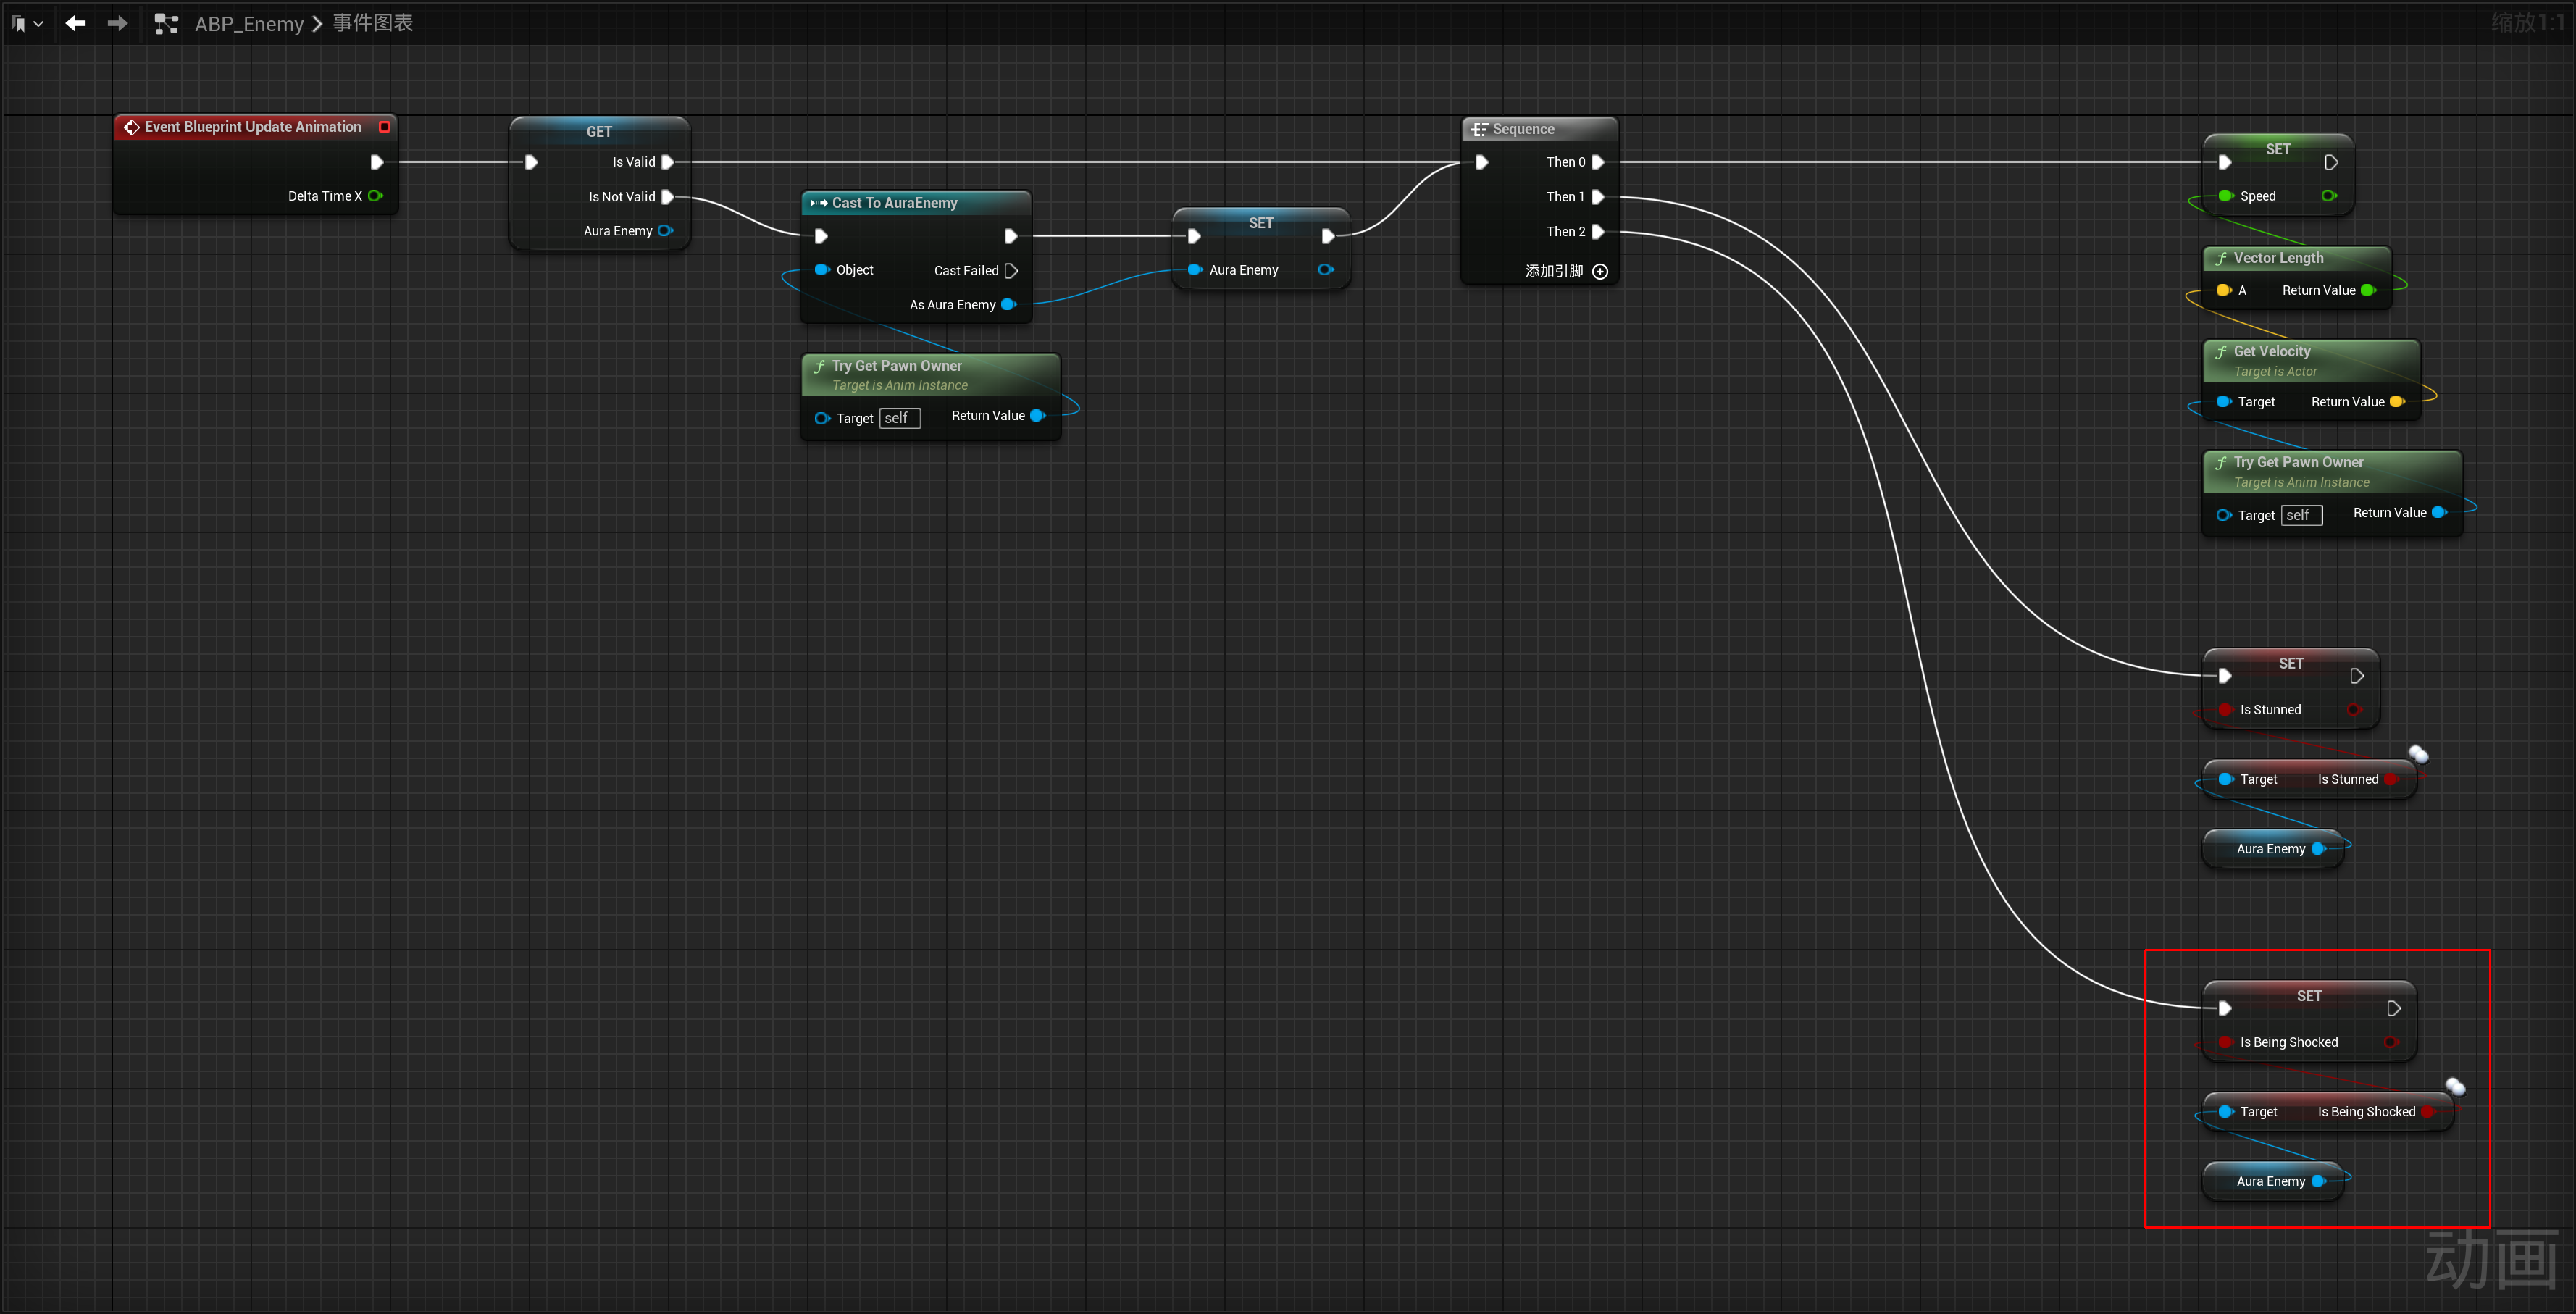 ABP_Enemy > 事件图表
缩放1:1
Event Blueprint Update Animation
Delta Time X
GET
Is Valid
Is Not Valid
Aura Enemy
Cast To AuraEnemy
Object
Cast Failed
As Aura Enemy
Try Get Pawn Owner
Target is Anim Instance
Target self
Return Value
SET
Aura Enemy
Sequence
Then 0
Then 1
Then 2
添加引脚
SET
Speed
Vector Length
A Return Value
Get Velocity
Target is Actor
Target Return Value
Try Get Pawn Owner
Target is Anim Instance
Target self Return Value
SET
Is Stunned
Target Is Stunned
Aura Enemy
SET
Is Being Shocked
Target Is Being Shocked
Aura Enemy
动画